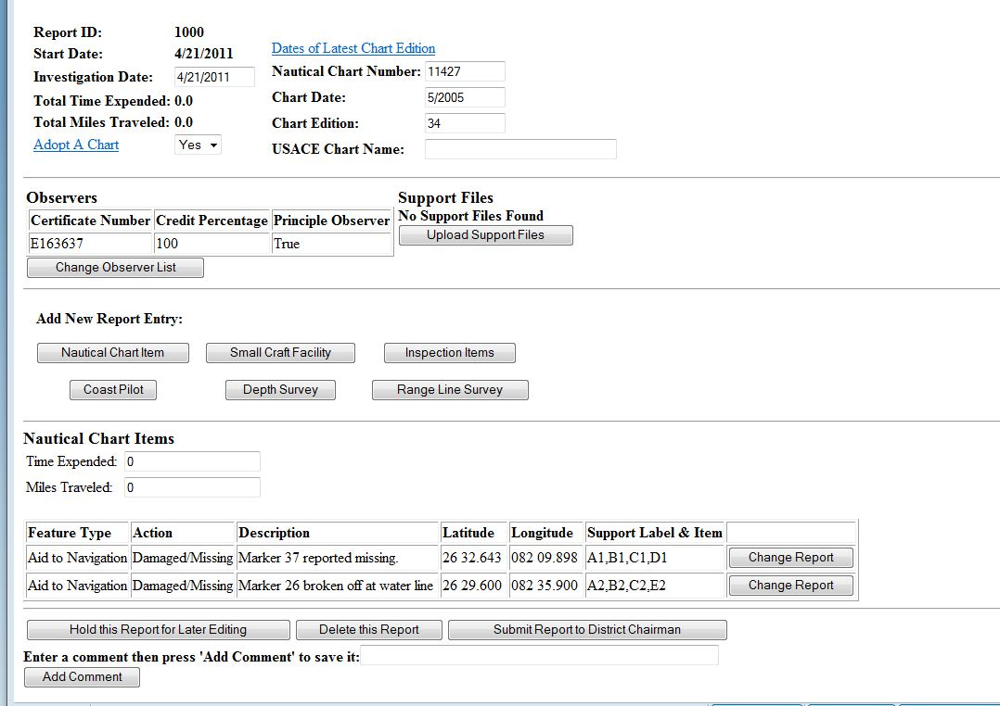 Report ID: 1000
Start Date: 4/21/2011
Investigation Date: 4/21/2011
Total Time Expended: 0.0
Total Miles Traveled: 0.0
Adopt A Chart Yes
Dates of Latest Chart Edition
Nautical Chart Number: 11427
Chart Date: 5/2005
Chart Edition: 34
USACE Chart Name:
Observers
Certificate Number Credit Percentage Principle Observer
E163637 100 True
Change Observer List
Support Files
No Support Files Found
Upload Support Files
Add New Report Entry:
Nautical Chart Item Small Craft Facility Inspection Items
Coast Pilot Depth Survey Range Line Survey
Nautical Chart Items
Time Expended: 0
Miles Traveled: 0
Feature Type Action Description Latitude Longitude Support Label & Item
Aid to Navigation Damaged/Missing Marker 37 reported missing. 26 32.643 082 09.898 A1,B1,C1,D1 Change Report
Aid to Navigation Damaged/Missing Marker 26 broken off at water line 26 29.600 082 35.900 A2,B2,C2,E2 Change Report
Hold this Report for Later Editing Delete this Report Submit Report to District Chairman
Enter a comment then press 'Add Comment' to save it:
Add Comment